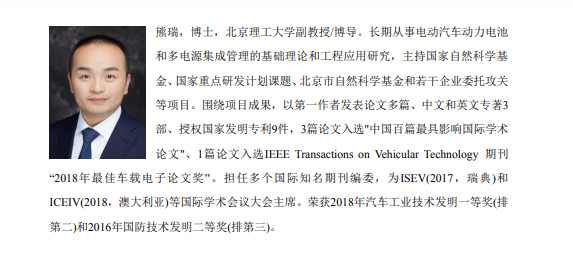 熊瑞，博士，北京理工大学副教授/博导。长期从事电动汽车动力电池
和多电源集成管理的基础理论和工程应用研究，主持国家自然科学基
金、国家重点研发计划课题、北京市自然科学基金和若干企业委托攻关
等项目。围绕项目成果，以第一作者发表论文多篇、中文和英文专著3
部、授权国家发明专利9件，3篇论文入选"中国百篇最具影响国际学术
论文"、1篇论文入选IEEE Transactions on Vehicular Technology 期刊
“2018年最佳车载电子论文奖”。担任多个国际知名期刊编委，为ISEV(2017，瑞典)和
ICEIV(2018，澳大利亚)等国际学术会议大会主席。荣获2018年汽车工业技术发明一等奖(排
第二)和2016年国防技术发明二等奖(排第三)。